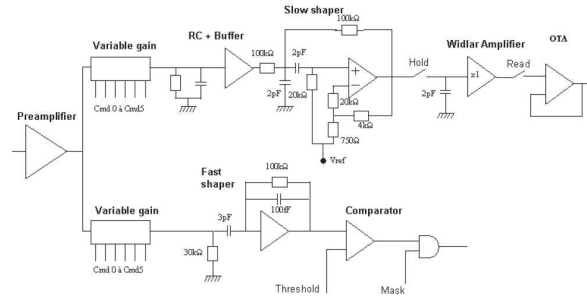 Slow shaper
100kΩ
Variable gain
RC + Buffer
100kΩ
2pF
Hold
Widlar Amplifier
OTA
Read
x1
+
−
2pF
20kΩ
20kΩ
4kΩ
2pF
750Ω
Vref
Cmd 0 à Cmd5
Preamplifier
Fast
shaper
100kΩ
100fF
Variable gain
3pF
Comparator
30kΩ
Cmd 0 à Cmd5
Threshold
Mask